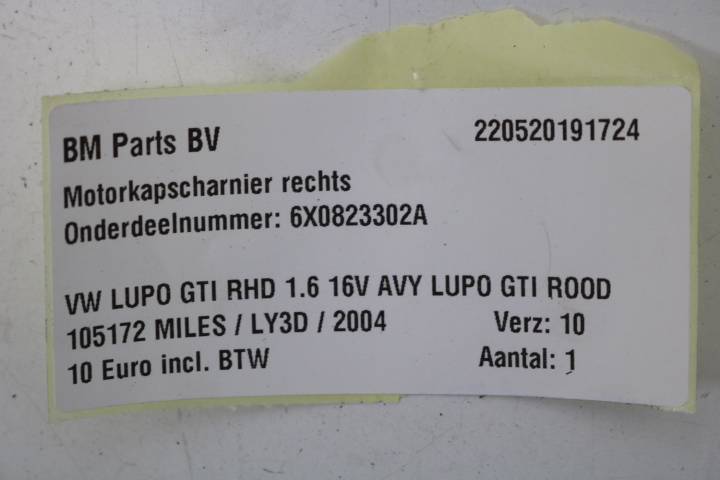 BM Parts BV 220520191724
Motorkapscharnier rechts
Onderdeelnummer: 6X0823302A
VW LUPO GTI RHD 1.6 16V AVY LUPO GTI ROOD
105172 MILES / LY3D / 2004 Verz: 10
10 Euro incl. BTW Aantal: 1